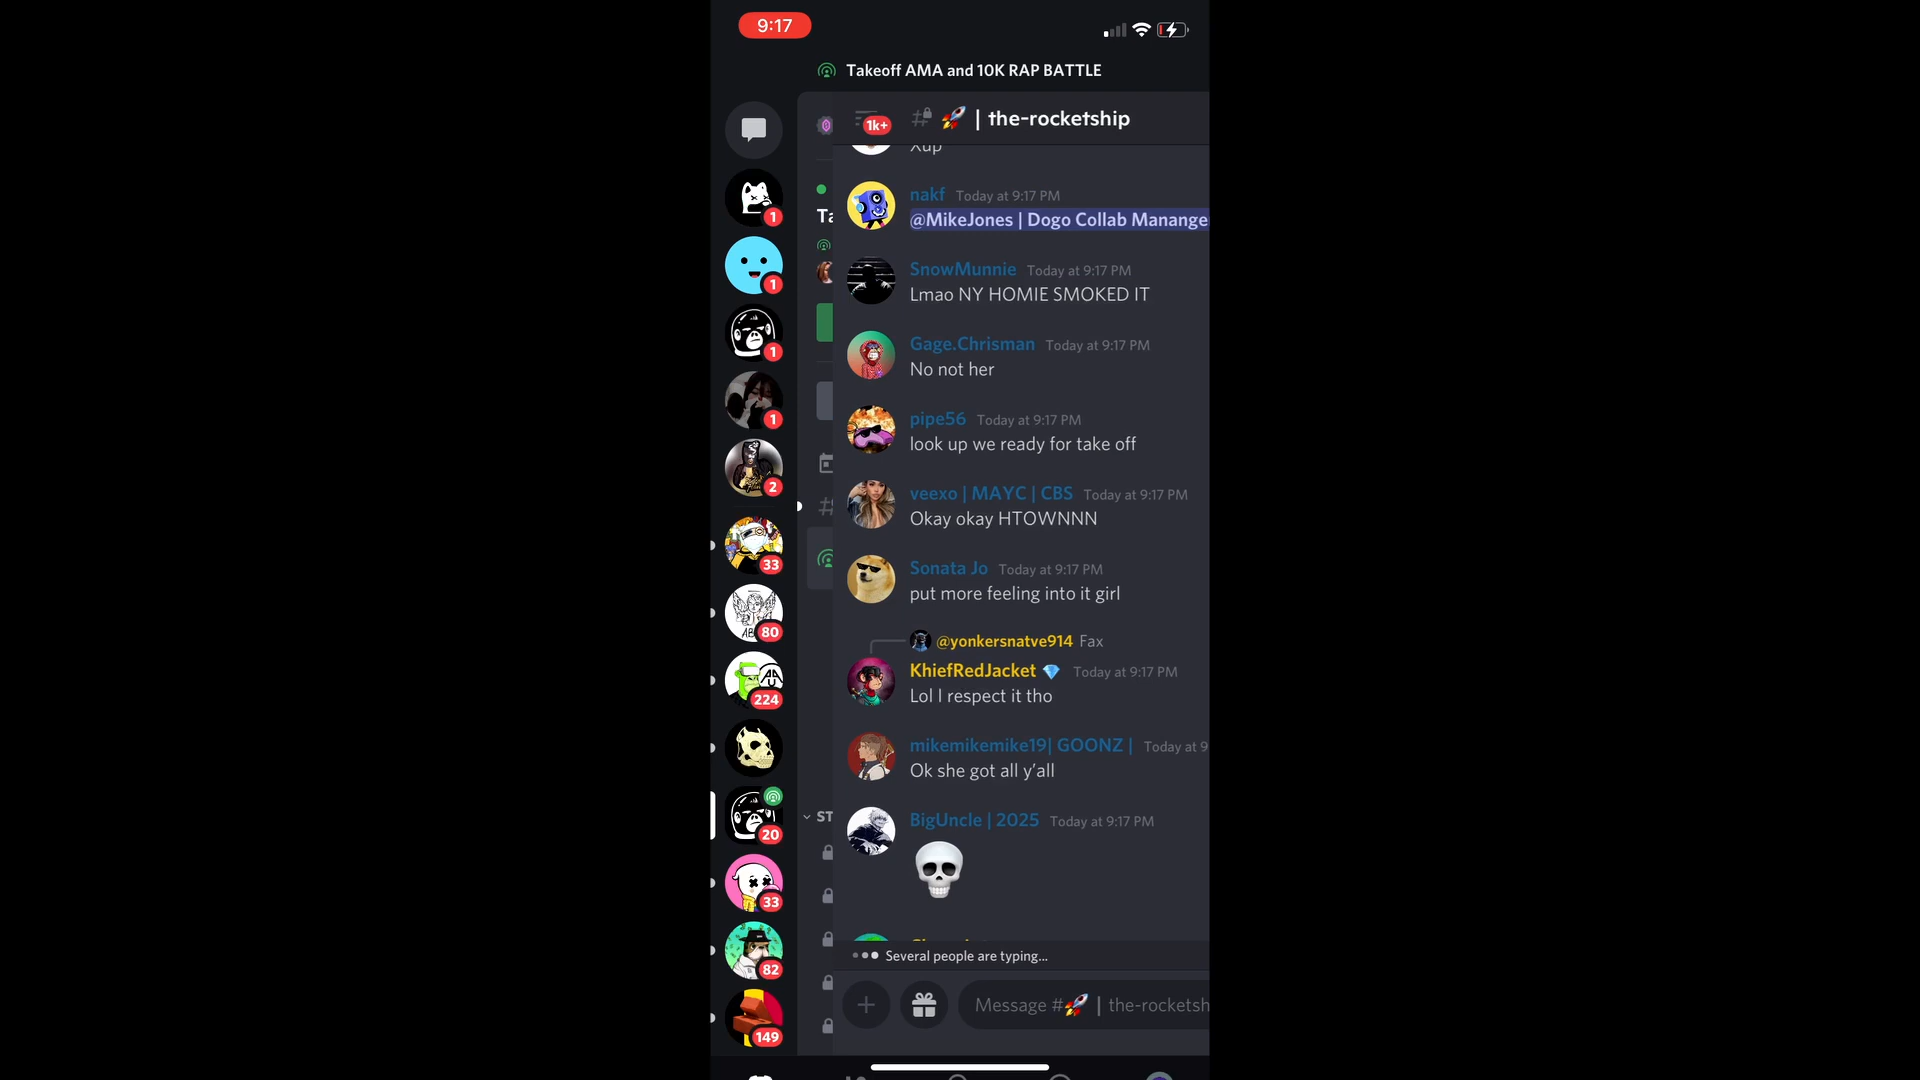 9:17
Takeoff AMA and 10K RAP BATTLE
1k+
🚀 | the-rocketship
Xup
nakf Today at 9:17 PM
@MikeJones | Dogo Collab Manange
SnowMunnie Today at 9:17 PM
Lmao NY HOMIE SMOKED IT
Gage.Chrisman Today at 9:17 PM
No not her
pipe56 Today at 9:17 PM
look up we ready for take off
veexo | MAYC | CBS Today at 9:17 PM
Okay okay HTOWNNN
Sonata Jo Today at 9:17 PM
put more feeling into it girl
@yonkersnatve914 Fax
KhiefRedJacket 💎 Today at 9:17 PM
Lol I respect it tho
mikemikemike19| GOONZ | Today at 9
Ok she got all y'all
BigUncle | 2025 Today at 9:17 PM
💀
Several people are typing...
Message #🚀 | the-rocketsh
1
1
1
1
2
33
80
224
20
33
82
149
Ta
ST